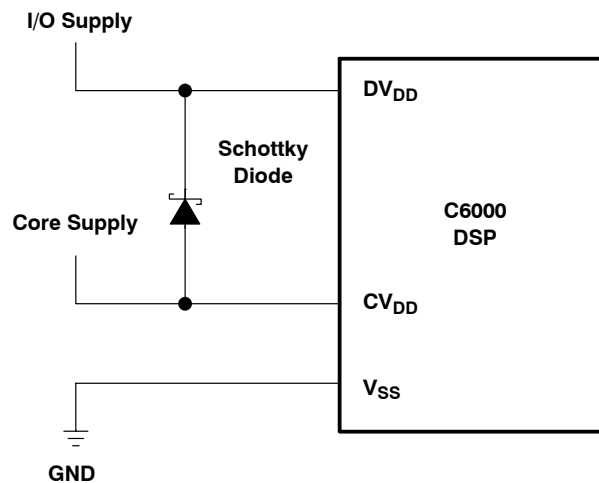 I/O Supply
DVDD
Schottky
Diode
C6000
DSP
Core Supply
CVDD
VSS
GND